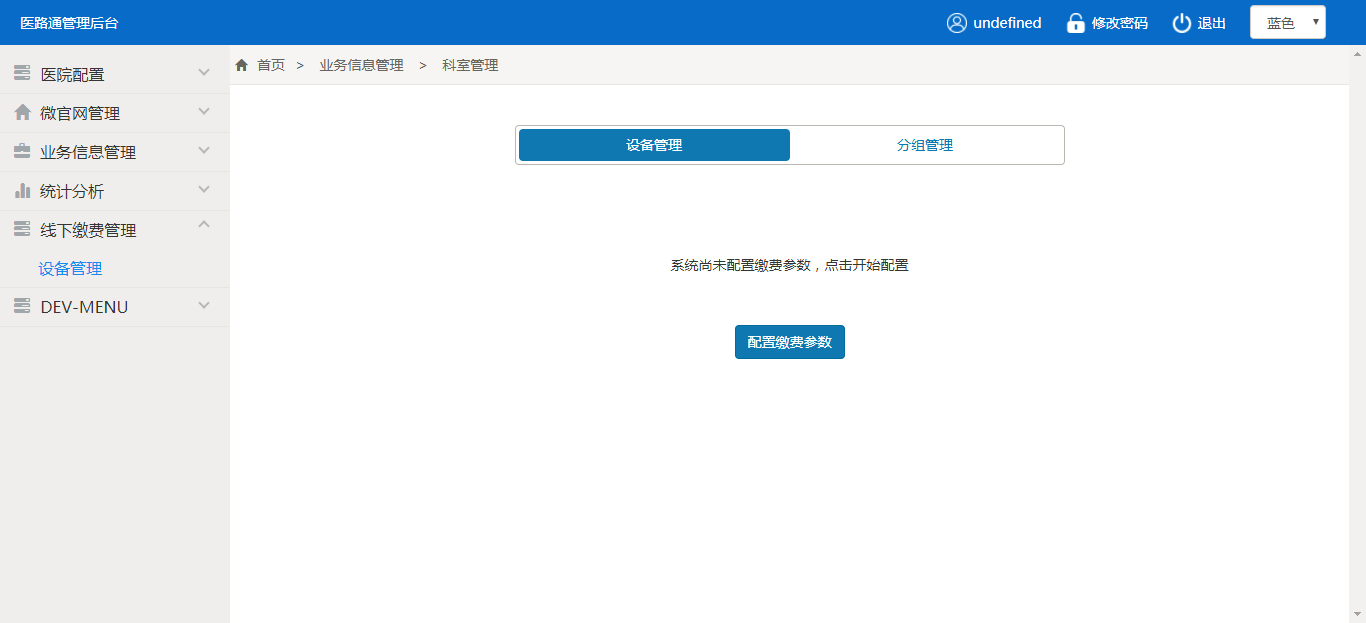 医路通管理后台
undefined
修改密码
退出
蓝色
医院配置
微官网管理
业务信息管理
统计分析
线下缴费管理
设备管理
DEV-MENU
首页 > 业务信息管理 > 科室管理
设备管理
分组管理
系统尚未配置缴费参数，点击开始配置
配置缴费参数